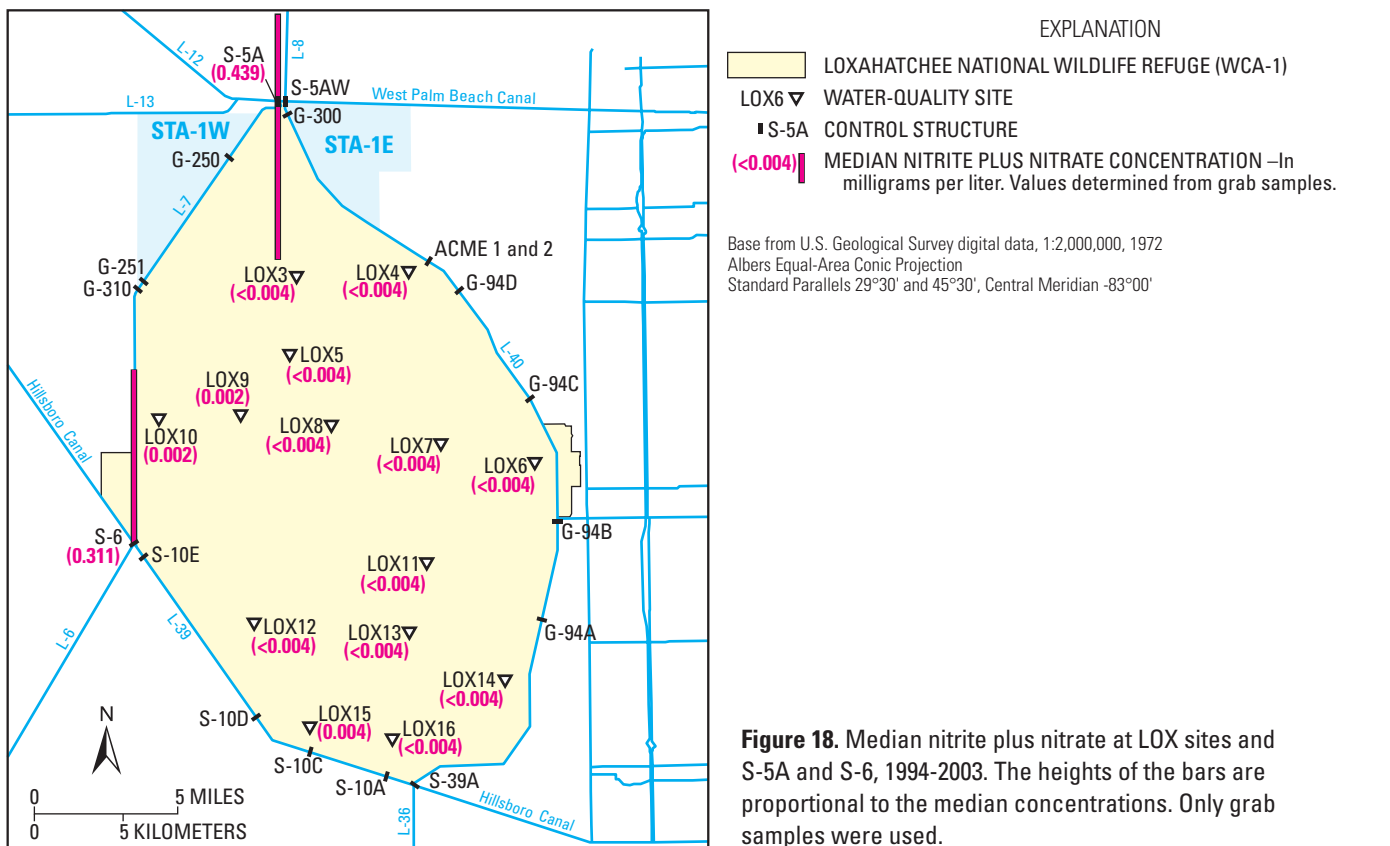 L-12
L-8
S-5A
(0.439)
S-5AW
L-13
West Palm Beach Canal
G-300
STA-1W
STA-1E
G-250
L-7
ACME 1 and 2
G-251
G-310
LOX3
(<0.004)
LOX4
(<0.004)
G-94D
L-40
LOX5
(<0.004)
Hillsboro Canal
LOX9
(0.002)
G-94C
LOX10
(0.002)
LOX8
(<0.004)
LOX7
(<0.004)
LOX6
(<0.004)
S-6
(0.311)
S-10E
G-94B
LOX11
(<0.004)
L-6
L-39
LOX12
(<0.004)
LOX13
(<0.004)
G-94A
LOX14
(<0.004)
N
S-10D
LOX15
(0.004)
LOX16
(<0.004)
S-10C
S-10A
S-39A
Hillsboro Canal
L-36
0 5 MILES
0 5 KILOMETERS
EXPLANATION
LOXAHATCHEE NATIONAL WILDLIFE REFUGE (WCA-1)
LOX6 WATER-QUALITY SITE
S-5A CONTROL STRUCTURE
(<0.004) MEDIAN NITRITE PLUS NITRATE CONCENTRATION –In
milligrams per liter. Values determined from grab samples.
Base from U.S. Geological Survey digital data, 1:2,000,000, 1972
Albers Equal-Area Conic Projection
Standard Parallels 29°30' and 45°30', Central Meridian -83°00'
Figure 18. Median nitrite plus nitrate at LOX sites and
S-5A and S-6, 1994-2003. The heights of the bars are
proportional to the median concentrations. Only grab
samples were used.